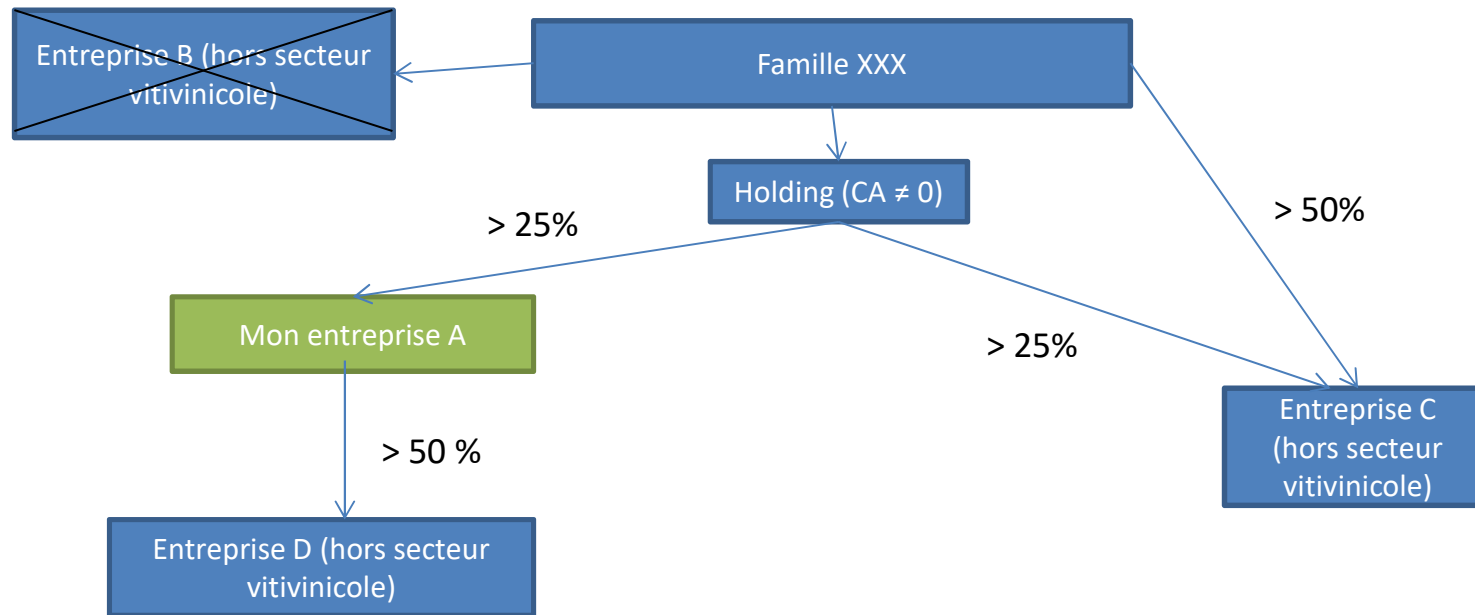 Entreprise B (hors secteur
vitivinicole)
Famille XXX
Holding (CA ≠ 0)
> 25%
> 50%
Mon entreprise A
> 25%
> 50 %
Entreprise C
(hors secteur
vitivinicole)
Entreprise D (hors secteur
vitivinicole)